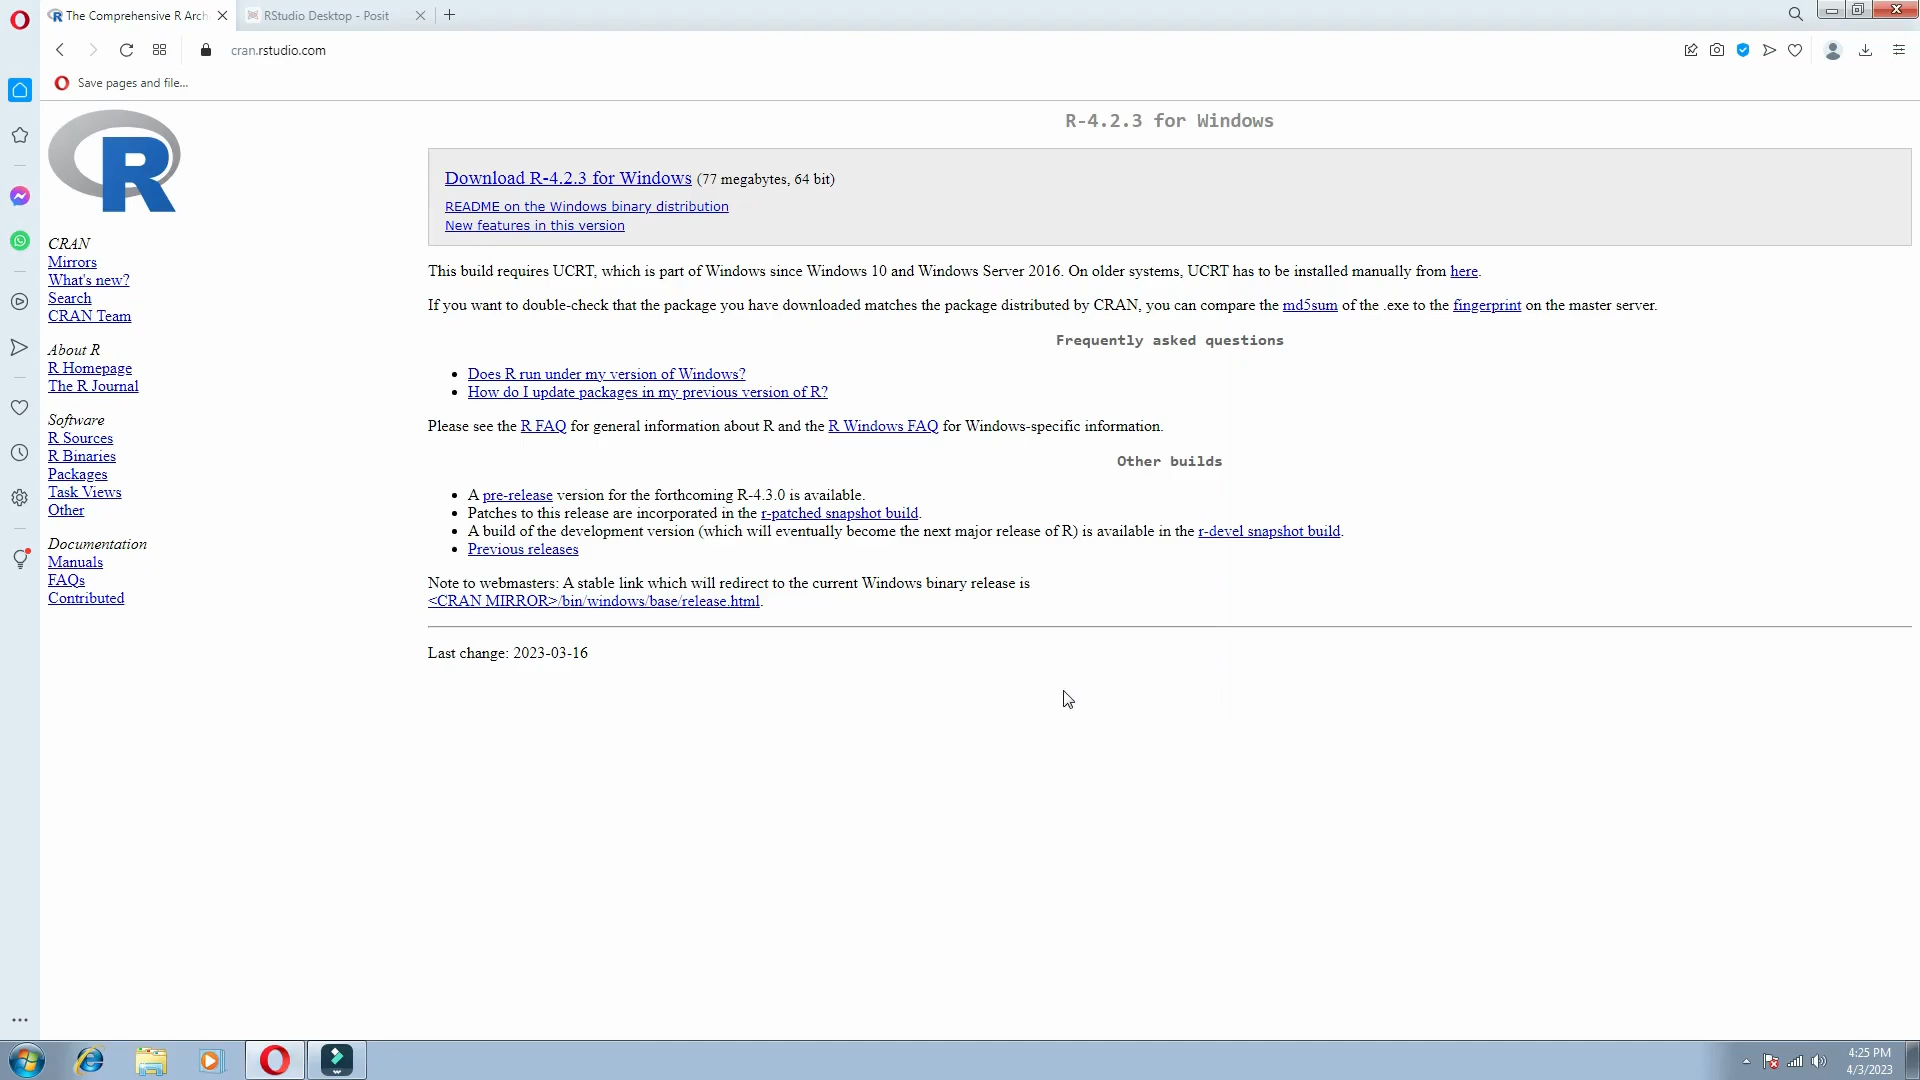 The Comprehensive R Arch
RStudio Desktop - Posit
cran.rstudio.com
Save pages and file...
R
CRAN
Mirrors
What's new?
Search
CRAN Team
About R
R Homepage
The R Journal
Software
R Sources
R Binaries
Packages
Task Views
Other
Documentation
Manuals
FAQs
Contributed
R-4.2.3 for Windows
Download R-4.2.3 for Windows (77 megabytes, 64 bit)
README on the Windows binary distribution
New features in this version
This build requires UCRT, which is part of Windows since Windows 10 and Windows Server 2016. On older systems, UCRT has to be installed manually from here.
If you want to double-check that the package you have downloaded matches the package distributed by CRAN, you can compare the md5sum of the .exe to the fingerprint on the master server.
Frequently asked questions
• Does R run under my version of Windows?
• How do I update packages in my previous version of R?
Please see the R FAQ for general information about R and the R Windows FAQ for Windows-specific information.
Other builds
• A pre-release version for the forthcoming R-4.3.0 is available.
• Patches to this release are incorporated in the r-patched snapshot build.
• A build of the development version (which will eventually become the next major release of R) is available in the r-devel snapshot build.
• Previous releases
Note to webmasters: A stable link which will redirect to the current Windows binary release is
<CRAN MIRROR>/bin/windows/base/release.html.
Last change: 2023-03-16
4:25 PM
4/3/2023